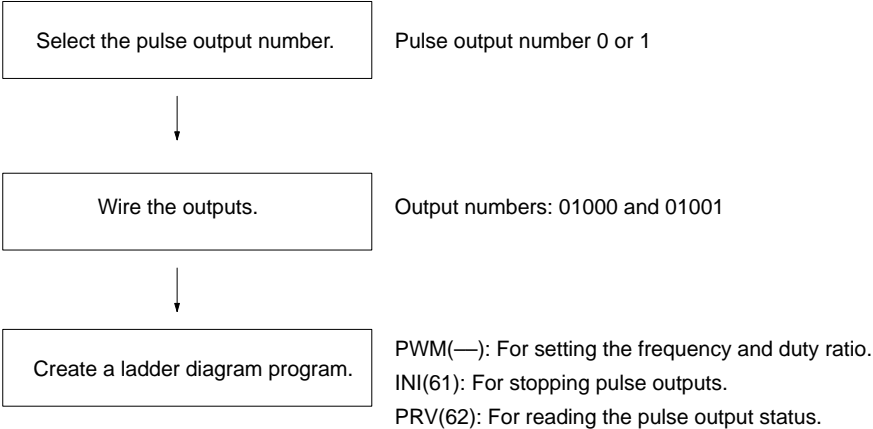 Select the pulse output number.
Pulse output number 0 or 1
Wire the outputs.
Output numbers: 01000 and 01001
Create a ladder diagram program.
PWM(—): For setting the frequency and duty ratio.
INI(61): For stopping pulse outputs.
PRV(62): For reading the pulse output status.